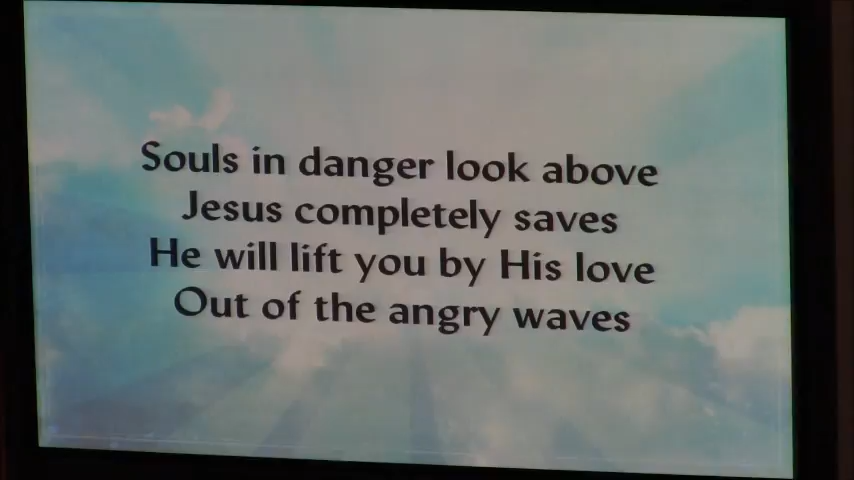 Souls in danger look above
Jesus completely saves
He will lift you by His love
Out of the angry waves